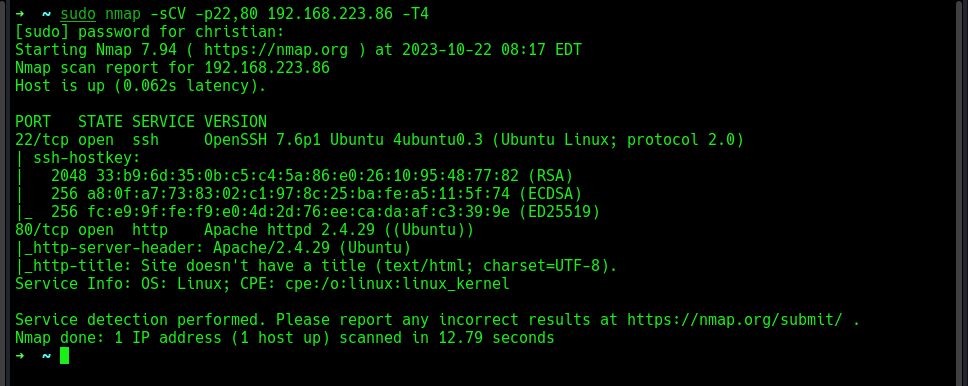 ➜  ~ sudo nmap -sCV -p22,80 192.168.223.86 -T4
[sudo] password for christian:
Starting Nmap 7.94 ( https://nmap.org ) at 2023-10-22 08:17 EDT
Nmap scan report for 192.168.223.86
Host is up (0.062s latency).

PORT   STATE SERVICE VERSION
22/tcp open  ssh     OpenSSH 7.6p1 Ubuntu 4ubuntu0.3 (Ubuntu Linux; protocol 2.0)
| ssh-hostkey:
|   2048 33:b9:6d:35:0b:c5:c4:5a:86:e0:26:10:95:48:77:82 (RSA)
|   256 a8:0f:a7:73:83:02:c1:97:8c:25:ba:fe:a5:11:5f:74 (ECDSA)
|_  256 fc:e9:9f:fe:f9:e0:4d:2d:76:ee:ca:da:af:c3:39:9e (ED25519)
80/tcp open  http    Apache httpd 2.4.29 ((Ubuntu))
|_http-server-header: Apache/2.4.29 (Ubuntu)
|_http-title: Site doesn't have a title (text/html; charset=UTF-8).
Service Info: OS: Linux; CPE: cpe:/o:linux:linux_kernel

Service detection performed. Please report any incorrect results at https://nmap.org/submit/ .
Nmap done: 1 IP address (1 host up) scanned in 12.79 seconds
➜  ~